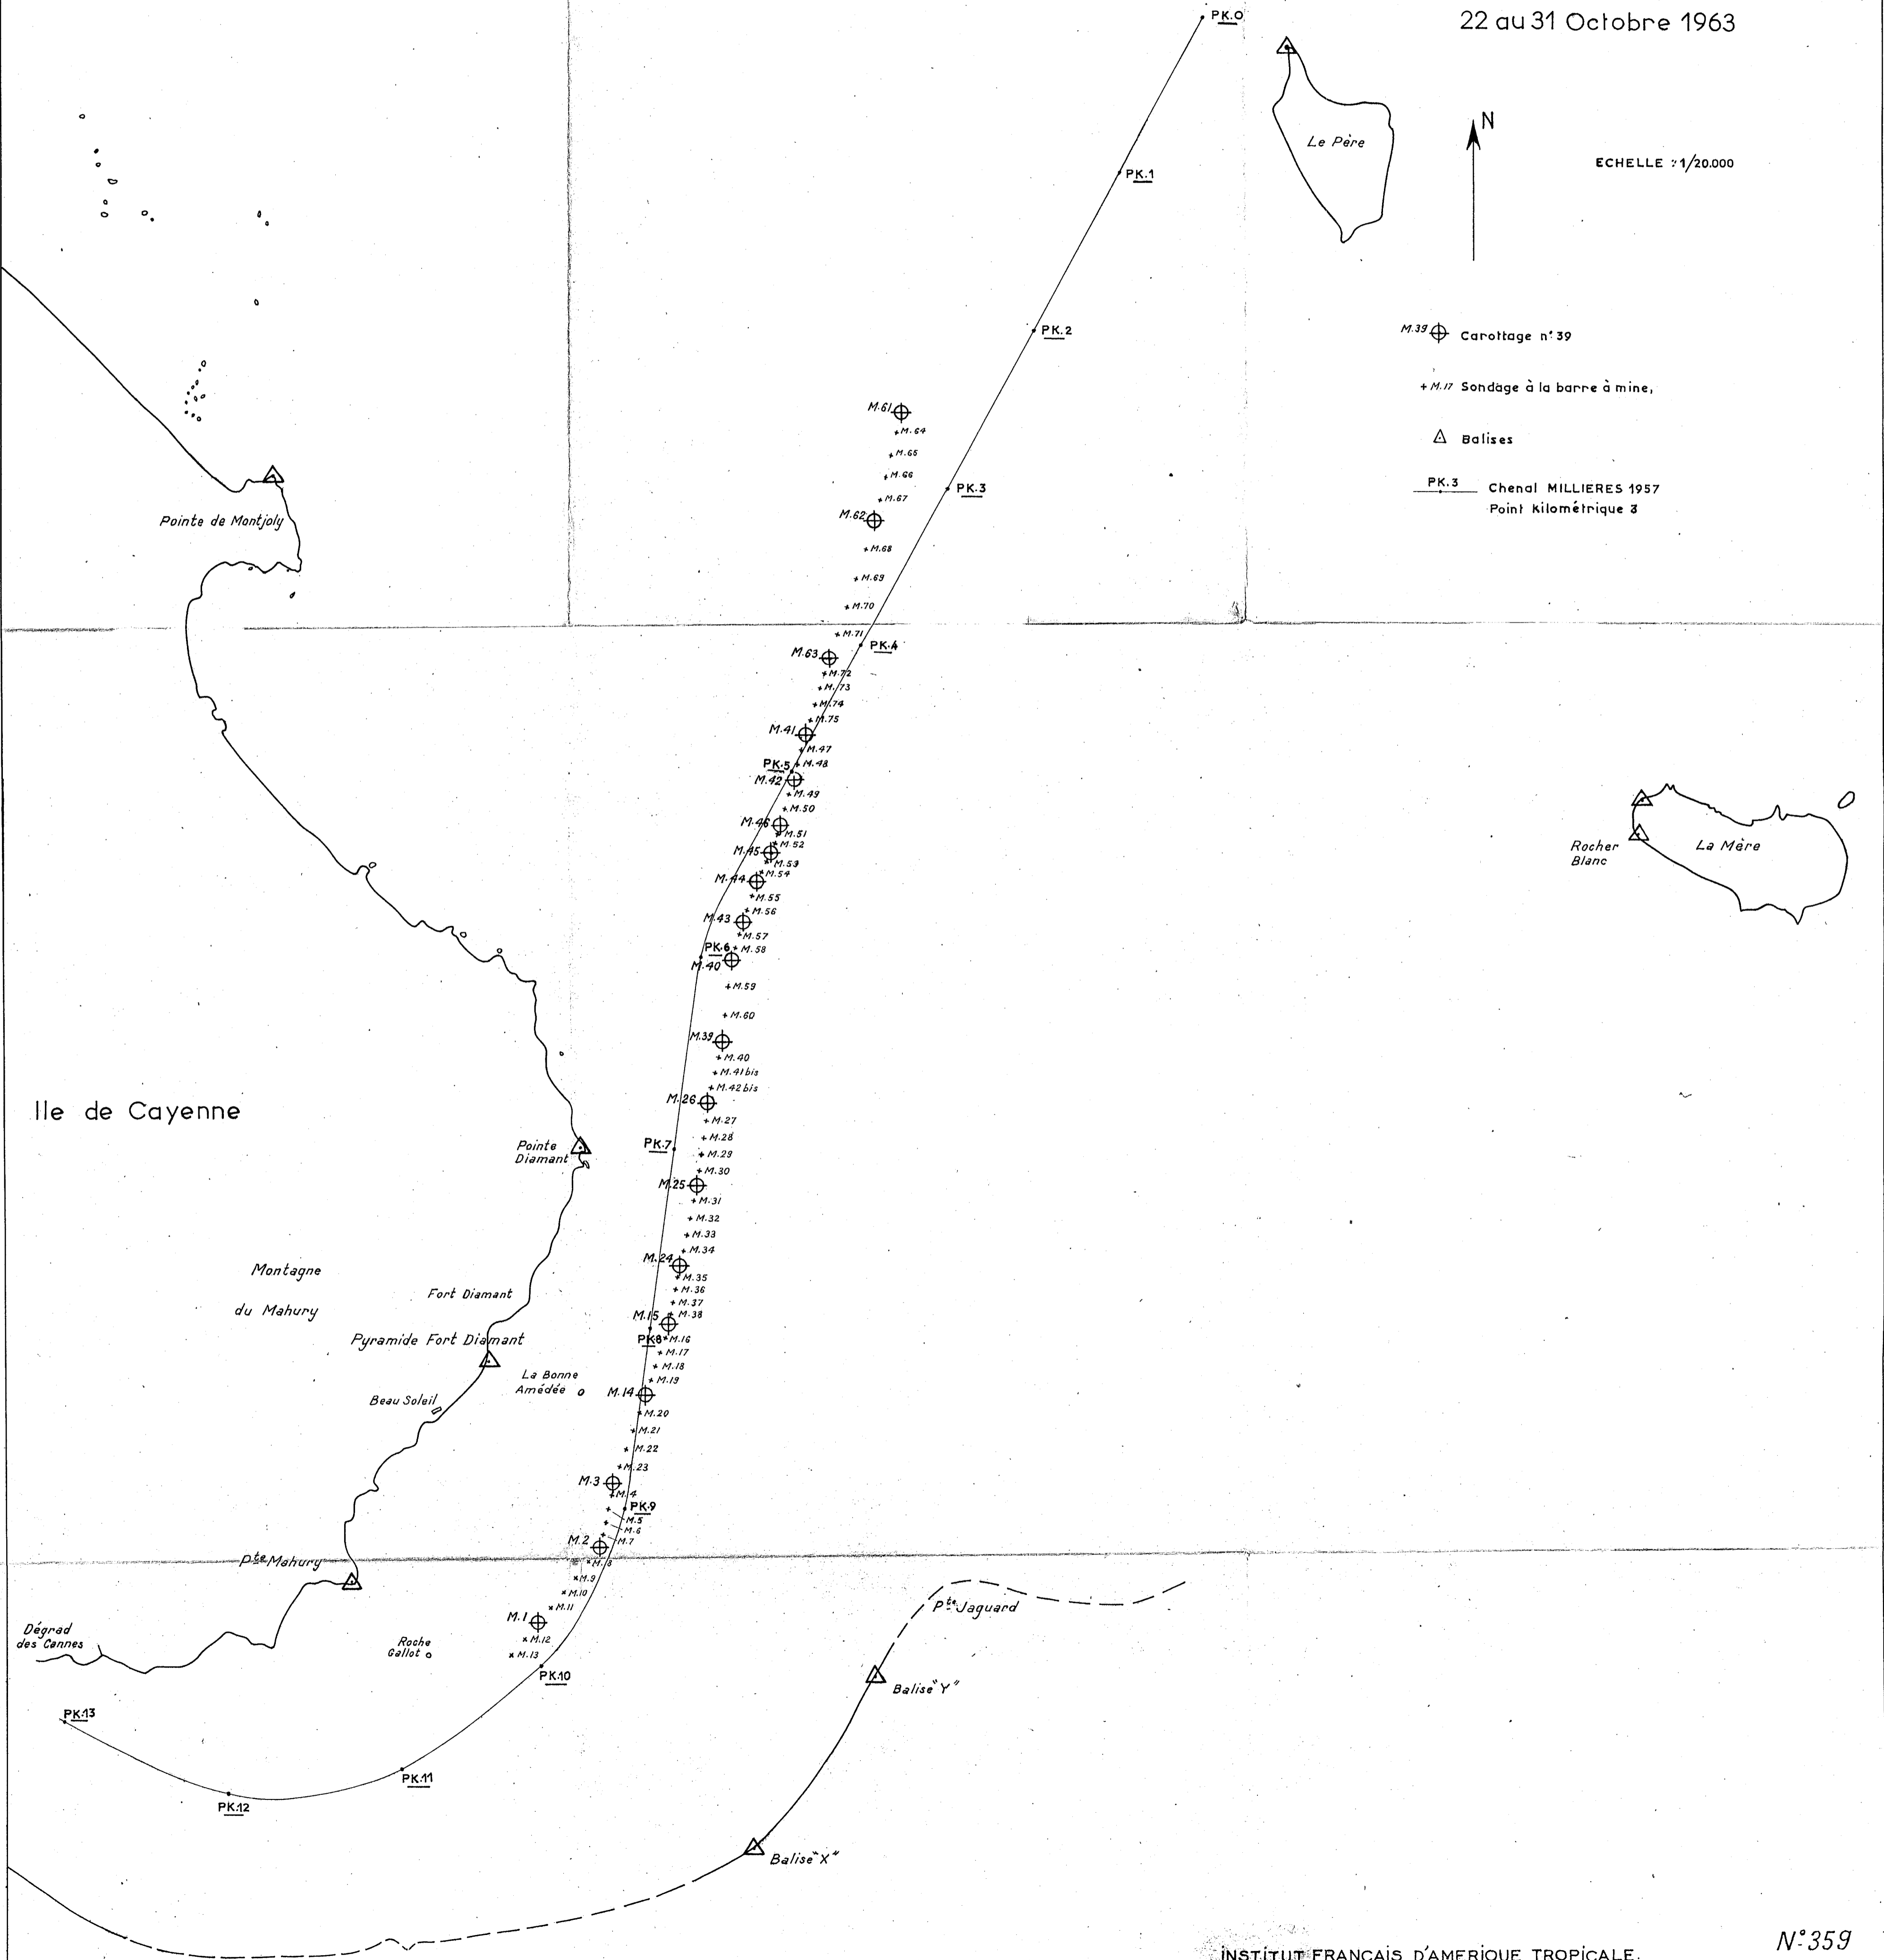 22 au 31 Octobre 1963
PK.0
Le Père
N
ECHELLE : 1/20.000
PK.1
PK.2
M.39 Carottage n° 39
+ M.17 Sondage à la barre à mine,
Balises
PK.3 Chenal MILLIERES 1957
Point Kilométrique 3
M.61
M.64
M.65
M.66
M.67
PK.3
M.62
Pointe de Montjoly
M.68
M.69
M.70
M.71
PK.4
M.63
M.72
M.73
M.74
M.75
M.41
M.47
PK.5
M.48
M.42
M.49
M.50
M.46
M.51
M.52
M.45
M.53
M.54
M.44
M.55
M.56
M.43
M.57
PK.6
M.58
M.40
M.59
M.60
Rocher
Blanc
La Mère
M.39
M.40
M.41 bis
M.42 bis
M.26
Ile de Cayenne
M.27
M.28
PK.7
Pointe
Diamant
M.29
M.30
M.25
M.31
M.32
M.33
M.34
M.24
Montagne
du Mahury
M.35
M.36
Fort Diamant
M.37
M.38
M.15
PK8
M.16
Pyramide Fort Diamant
M.17
M.18
La Bonne
Amédée
M.19
M.14
Beau Soleil
M.20
M.21
M.22
M.23
M.3
M.4
PK.9
M.5
M.6
M.7
M.2
M.8
Pte Mahury
M.9
M.10
M.11
M.1
Pte Jaguard
M.12
M.13
Dégrad
des Cannes
Roche
Gallot
PK.10
Balise "Y"
PK.13
PK.11
PK.12
Balise "X"
N° 359
INSTITUT FRANÇAIS D'AMERIQUE TROPICALE.